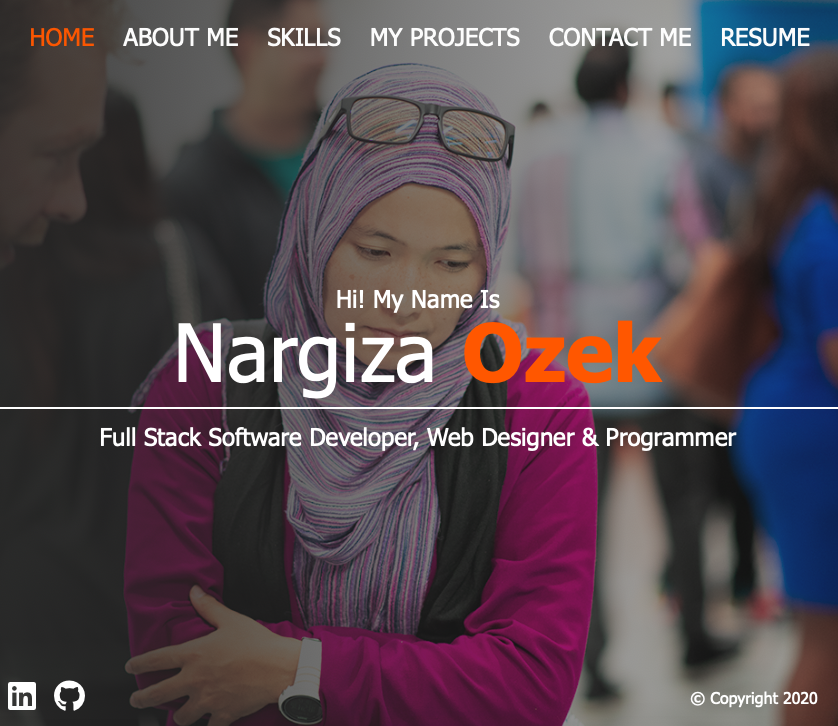 HOME ABOUT ME SKILLS MY PROJECTS CONTACT ME RESUME
Hi! My Name Is
Nargiza Ozek
Full Stack Software Developer, Web Designer & Programmer
in
© Copyright 2020